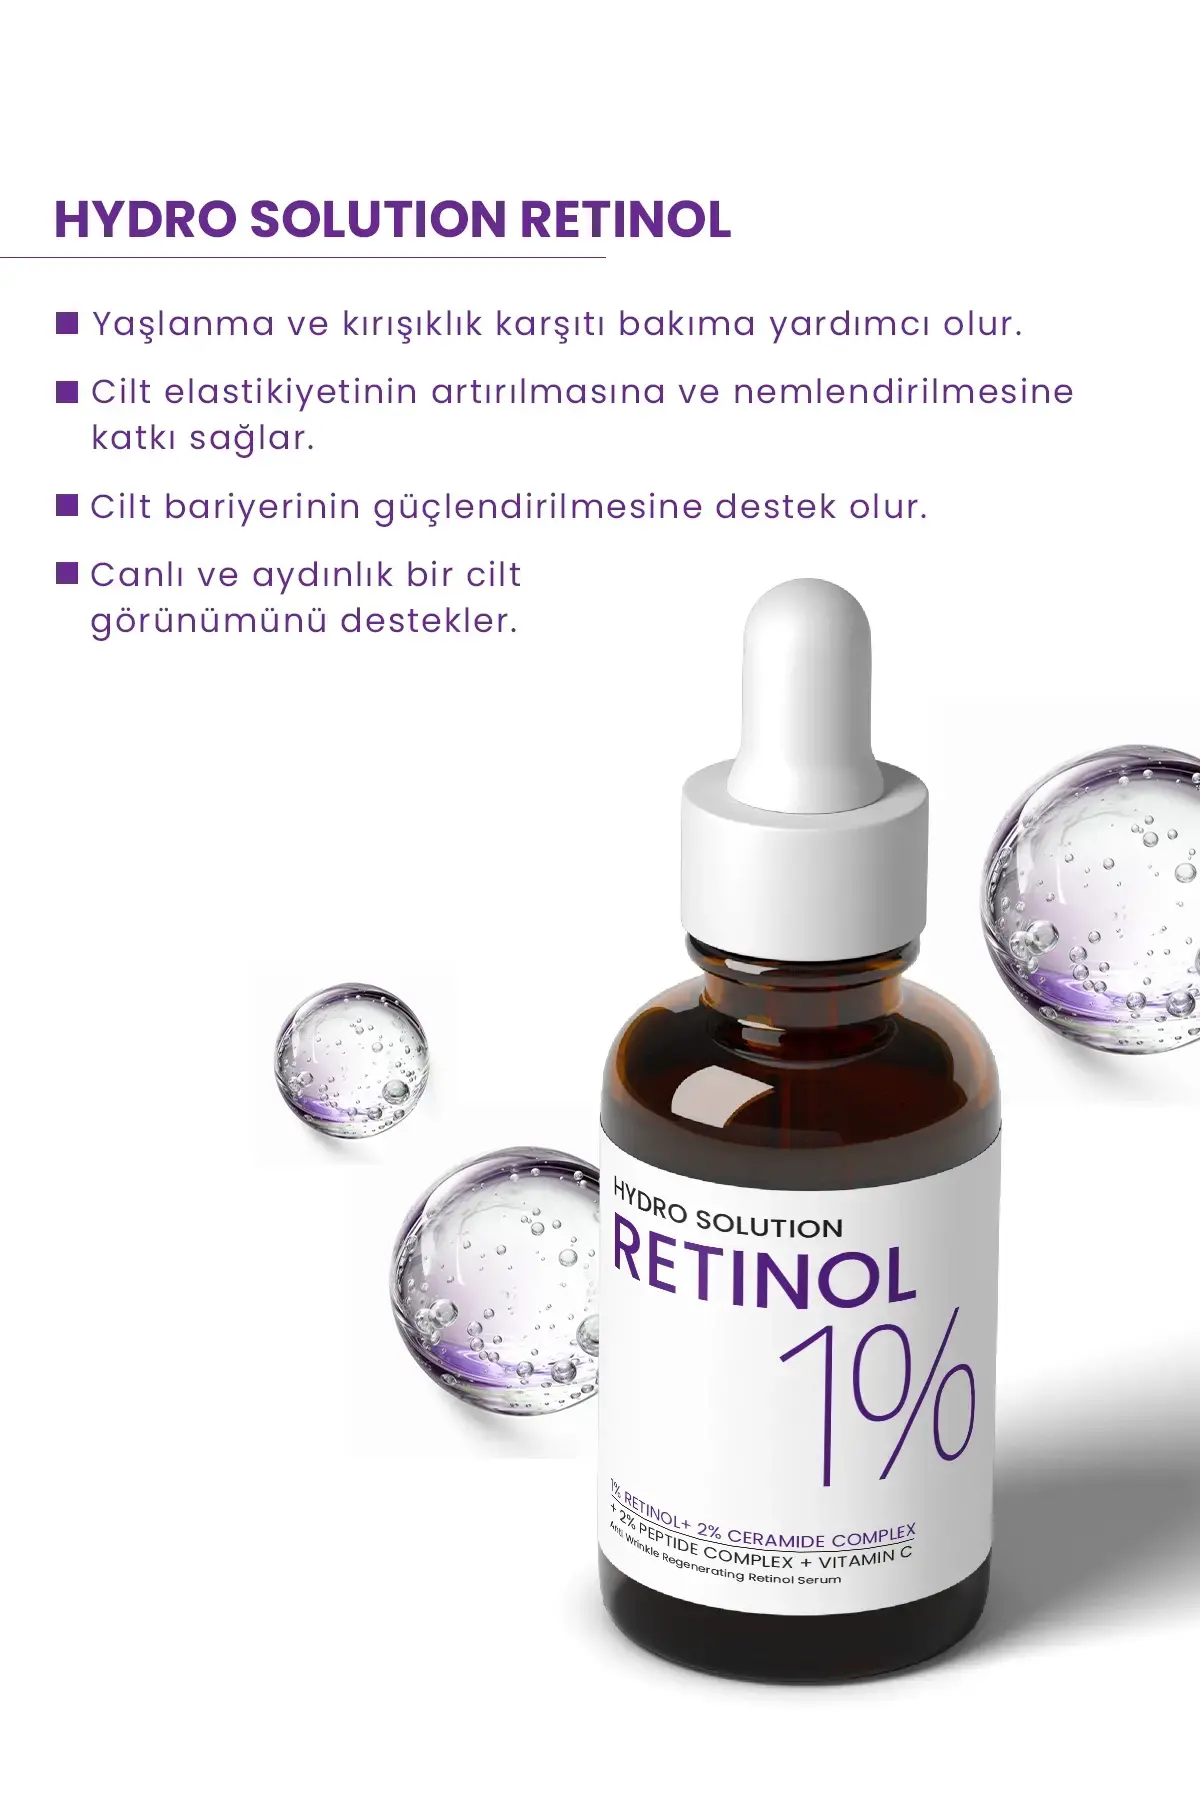 HYDRO SOLUTION RETINOL
Yaşlanma ve kırışıklık karşıtı bakıma yardımcı olur.
Cilt elastikiyetinin artırılmasına ve nemlendirilmesine
katkı sağlar.
Cilt bariyerinin güçlendirilmesine destek olur.
Canlı ve aydınlık bir cilt
görünümünü destekler.
HYDRO SOLUTION
RETINOL
1%
1% RETINOL+ 2% CERAMIDE COMPLEX
+ 2% PEPTIDE COMPLEX + VITAMIN C
Anti Wrinkle Regenerating Retinol Serum